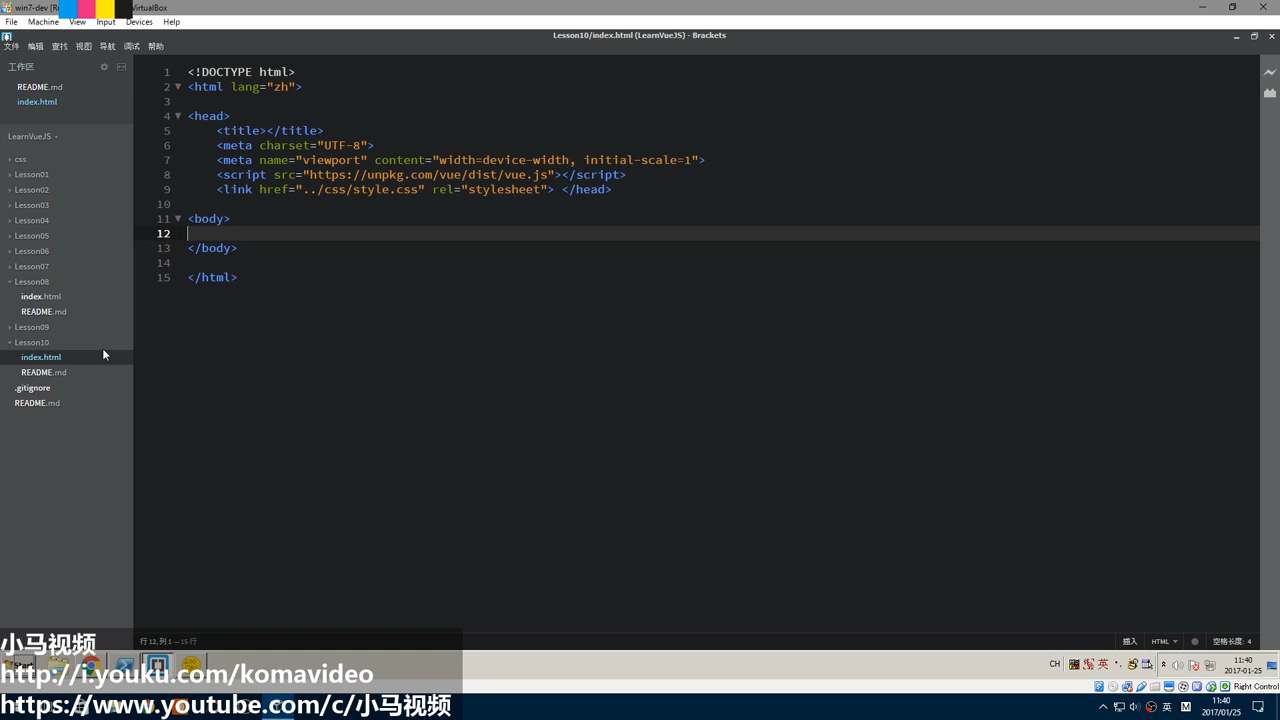 win7-dev [R
VirtualBox
File Machine View Input Devices Help
Lesson10/index.html (LearnVueJS) - Brackets
文件 编辑 查找 视图 导航 调试 帮助
工作区
README.md
index.html
LearnVueJS
css
Lesson01
Lesson02
Lesson03
Lesson04
Lesson05
Lesson06
Lesson07
Lesson08
index.html
README.md
Lesson09
Lesson10
index.html
README.md
.gitignore
README.md
1 <!DOCTYPE html>
2 <html lang="zh">
3
4 <head>
5 <title></title>
6 <meta charset="UTF-8">
7 <meta name="viewport" content="width=device-width, initial-scale=1">
8 <script src="https://unpkg.com/vue/dist/vue.js"></script>
9 <link href="../css/style.css" rel="stylesheet"> </head>
10
11 <body>
12
13 </body>
14
15 </html>
行 12, 列 1 — 15 行
插入 HTML 空格长度: 4
小马视频
http://i.youku.com/komavideo
https://www.youtube.com/c/小马视频
Start
CH
英
11:40
2017-01-25
Right Control
英
M
11:40
2017/01/25